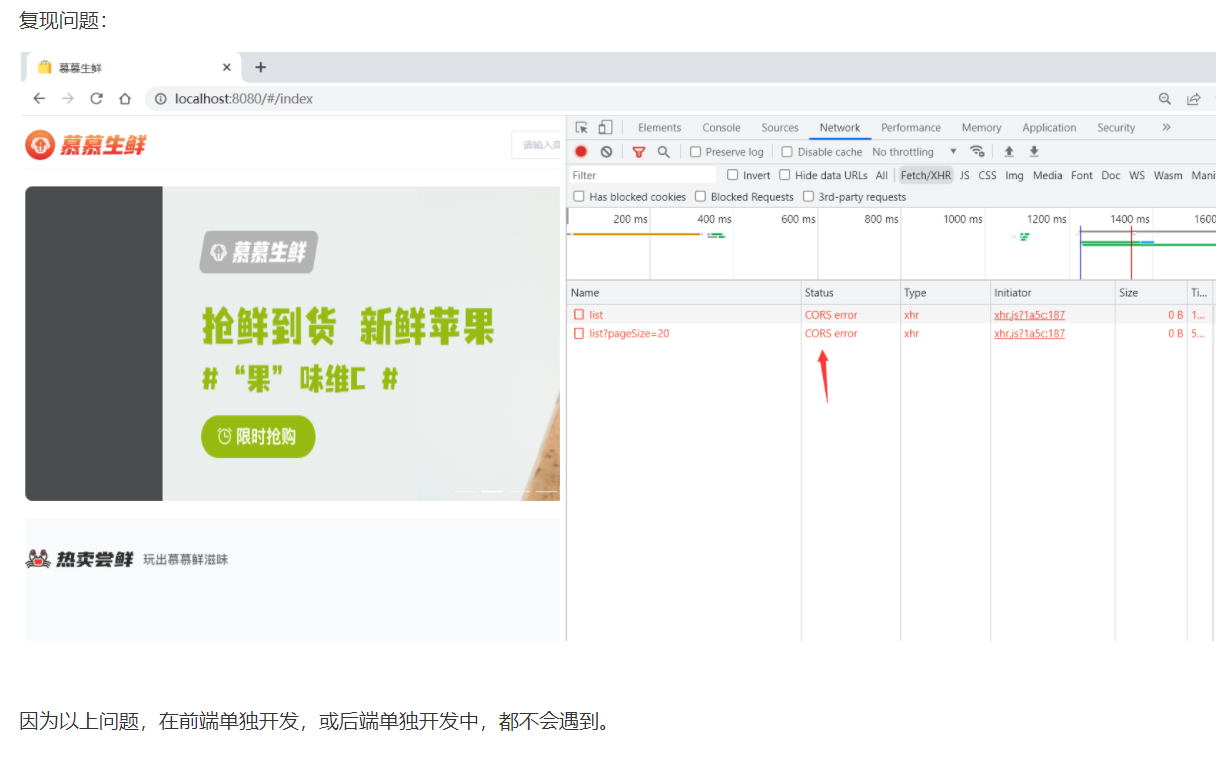 复现问题：
慕慕生鲜
localhost:8080/#/index
慕慕生鲜
请输入商
慕慕生鲜
抢鲜到货 新鲜苹果
#“果”味维C #
限时抢购
热卖尝鲜 玩出慕慕鲜滋味
Elements Console Sources Network Performance Memory Application Security »
Preserve log Disable cache No throttling
Filter Invert Hide data URLs All Fetch/XHR JS CSS Img Media Font Doc WS Wasm Mani
Has blocked cookies Blocked Requests 3rd-party requests
200 ms 400 ms 600 ms 800 ms 1000 ms 1200 ms 1400 ms 1600
Name Status Type Initiator Size Ti...
list CORS error xhr xhr.js?1a5c:187 0 B 1...
list?pageSize=20 CORS error xhr xhr.js?1a5c:187 0 B 5...
因为以上问题，在前端单独开发，或后端单独开发中，都不会遇到。